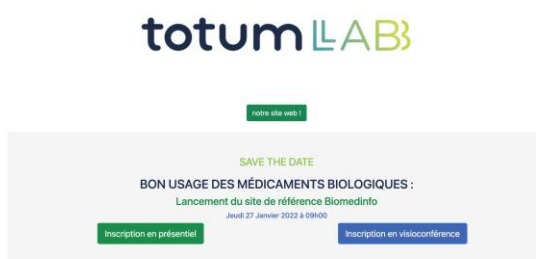 totum LAB
notre site web !
SAVE THE DATE
BON USAGE DES MÉDICAMENTS BIOLOGIQUES :
Lancement du site de référence Biomedinfo
Jeudi 27 Janvier 2022 à 09h00
Inscription en présentiel
Inscription en visioconférence